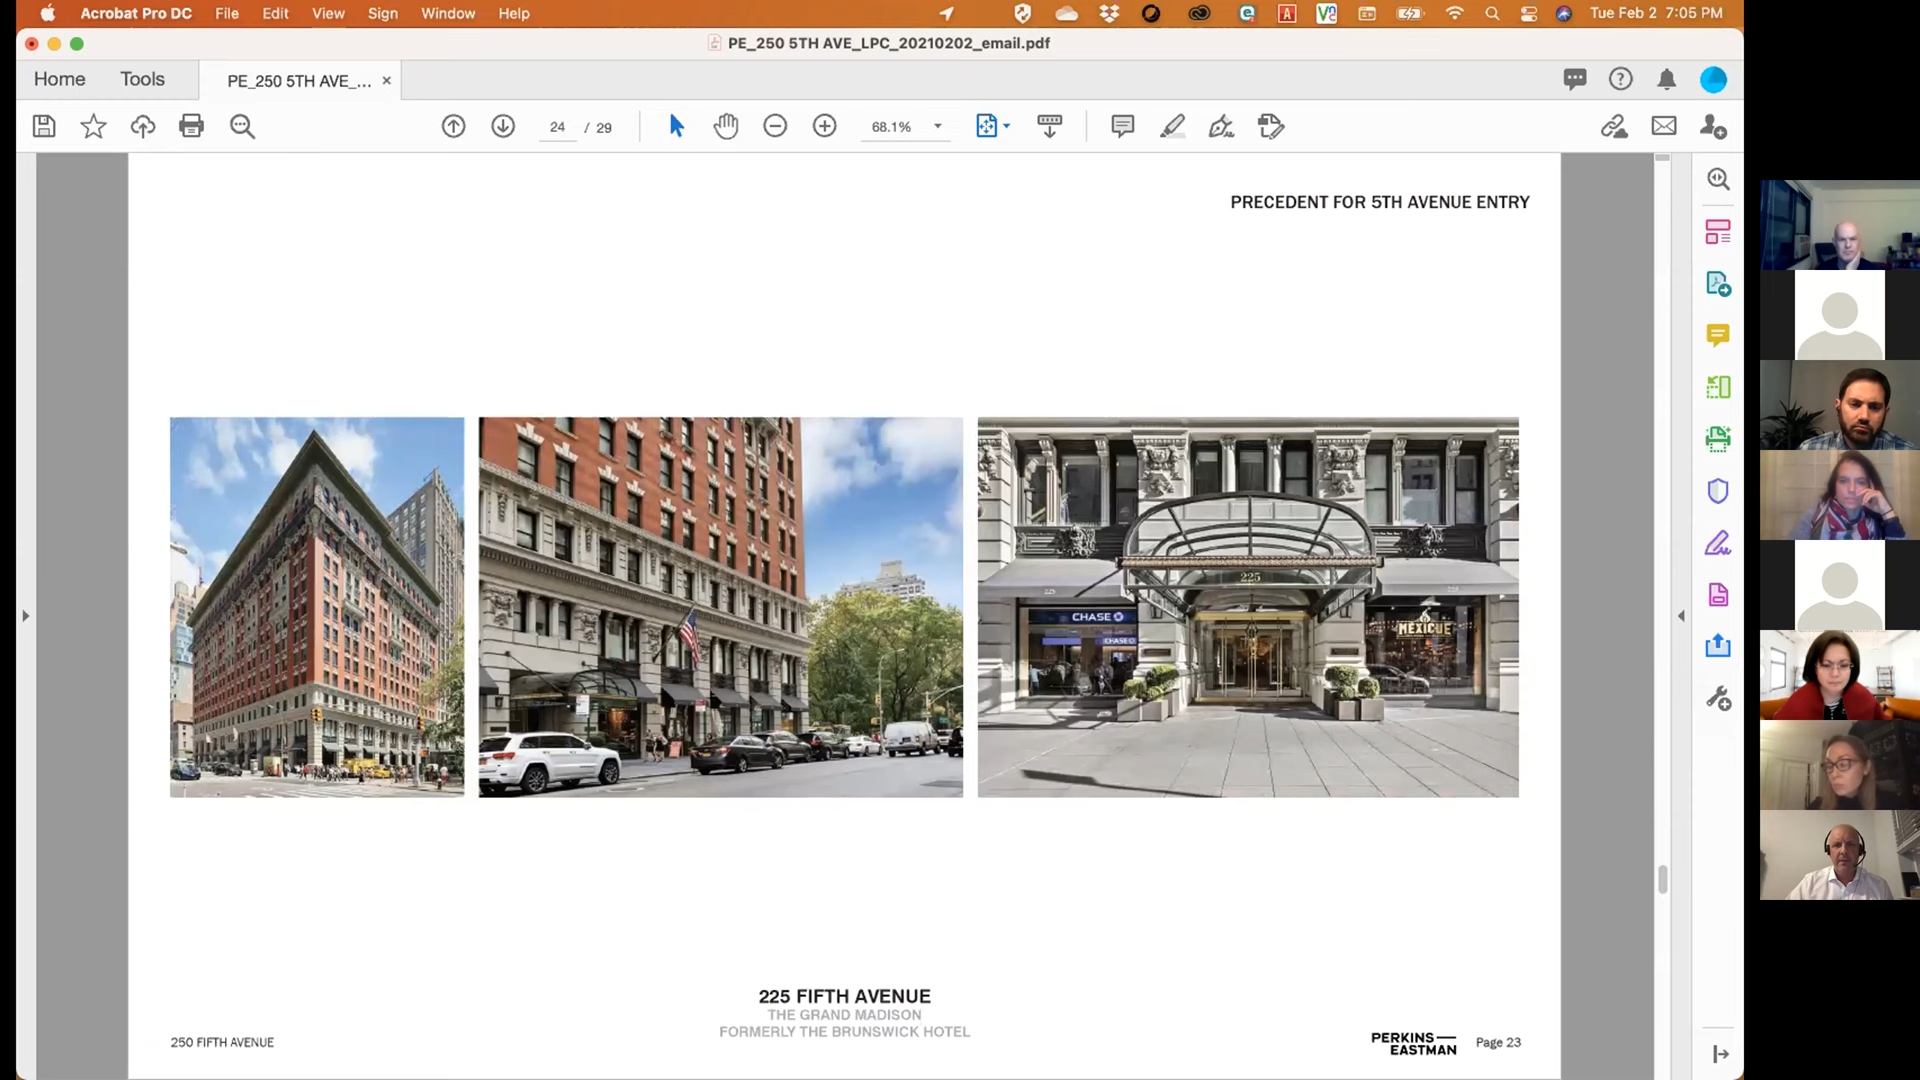 Acrobat Pro DC File Edit View Sign Window Help Tue Feb 2 7:05 PM
PE_250 5TH AVE_LPC_20210202_email.pdf
Home Tools PE_250 5TH AVE_... ×
24 / 29 68.1%
PRECEDENT FOR 5TH AVENUE ENTRY
225
225
CHASE
CHASE
MEXICUE
225 FIFTH AVENUE
THE GRAND MADISON
FORMERLY THE BRUNSWICK HOTEL
250 FIFTH AVENUE
PERKINS—
EASTMAN
Page 23